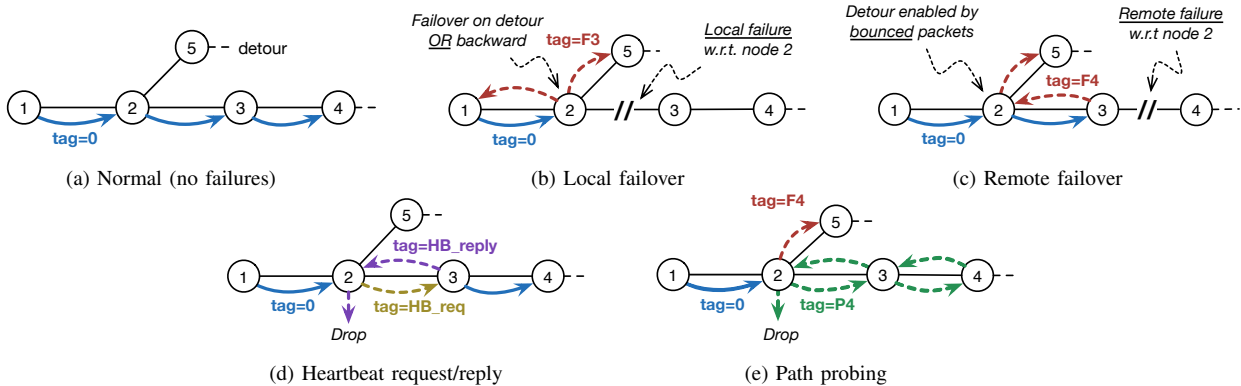 5
detour
1
2
3
4
tag=0
(a) Normal (no failures)
Failover on detour
OR backward
tag=F3
Local failure
w.r.t. node 2
5
1
2
3
4
tag=0
(b) Local failover
Detour enabled by
bounced packets
Remote failure
w.r.t node 2
5
tag=F4
1
2
3
4
tag=0
(c) Remote failover
5
tag=HB_reply
1
2
3
4
tag=0
tag=HB_req
Drop
(d) Heartbeat request/reply
tag=F4
5
1
2
3
4
tag=0
tag=P4
Drop
(e) Path probing